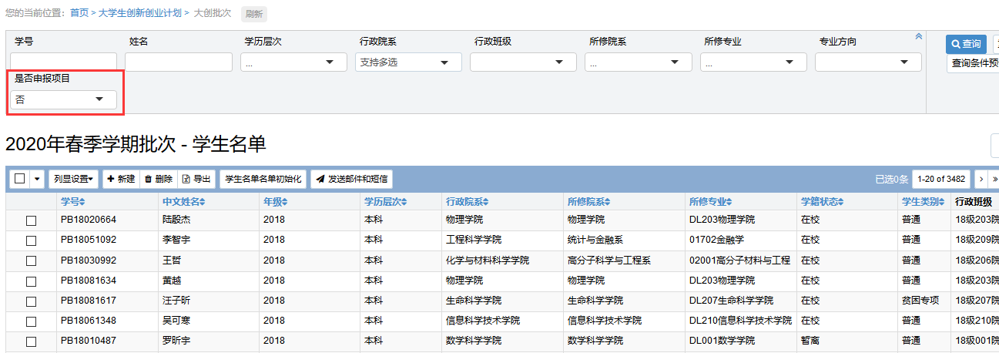 您的当前位置: 首页 > 大学生创新创业计划 > 大创批次 刷新
学号 姓名 学历层次 行政院系 行政班级 所修院系 所修专业 专业方向
查询
... 支持多选 ... ...
查询条件预
是否申报项目
否
2020年春季学期批次 - 学生名单
列显设置 新建 删除 导出 学生名单名单初始化 发送邮件和短信 已选0条 1-20 of 3482
学号 中文姓名 年级 学历层次 行政院系 所修院系 所修专业 学籍状态 学生类别 行政班级
PB18020664 陆殷杰 2018 本科 物理学院 物理学院 DL203物理学院 在校 普通 18级203院
PB18051092 李智宇 2018 本科 工程科学学院 统计与金融系 01702金融学 在校 普通 18级209院
PB18030992 王哲 2018 本科 化学与材料科学学院 高分子科学与工程系 02001高分子材料与工程 在校 普通 18级206院
PB18081634 黄越 2018 本科 物理学院 物理学院 DL203物理学院 在校 普通 18级203院
PB18081617 汪子昕 2018 本科 生命科学学院 生命科学学院 DL207生命科学学院 在校 贫困专项 18级207院
PB18061348 吴可寒 2018 本科 信息科学技术学院 信息科学技术学院 DL210信息科学技术学院 在校 普通 18级210院
PB18010487 罗昕宇 2018 本科 数学科学学院 数学科学学院 DL001数学学院 暂离 普通 18级001院